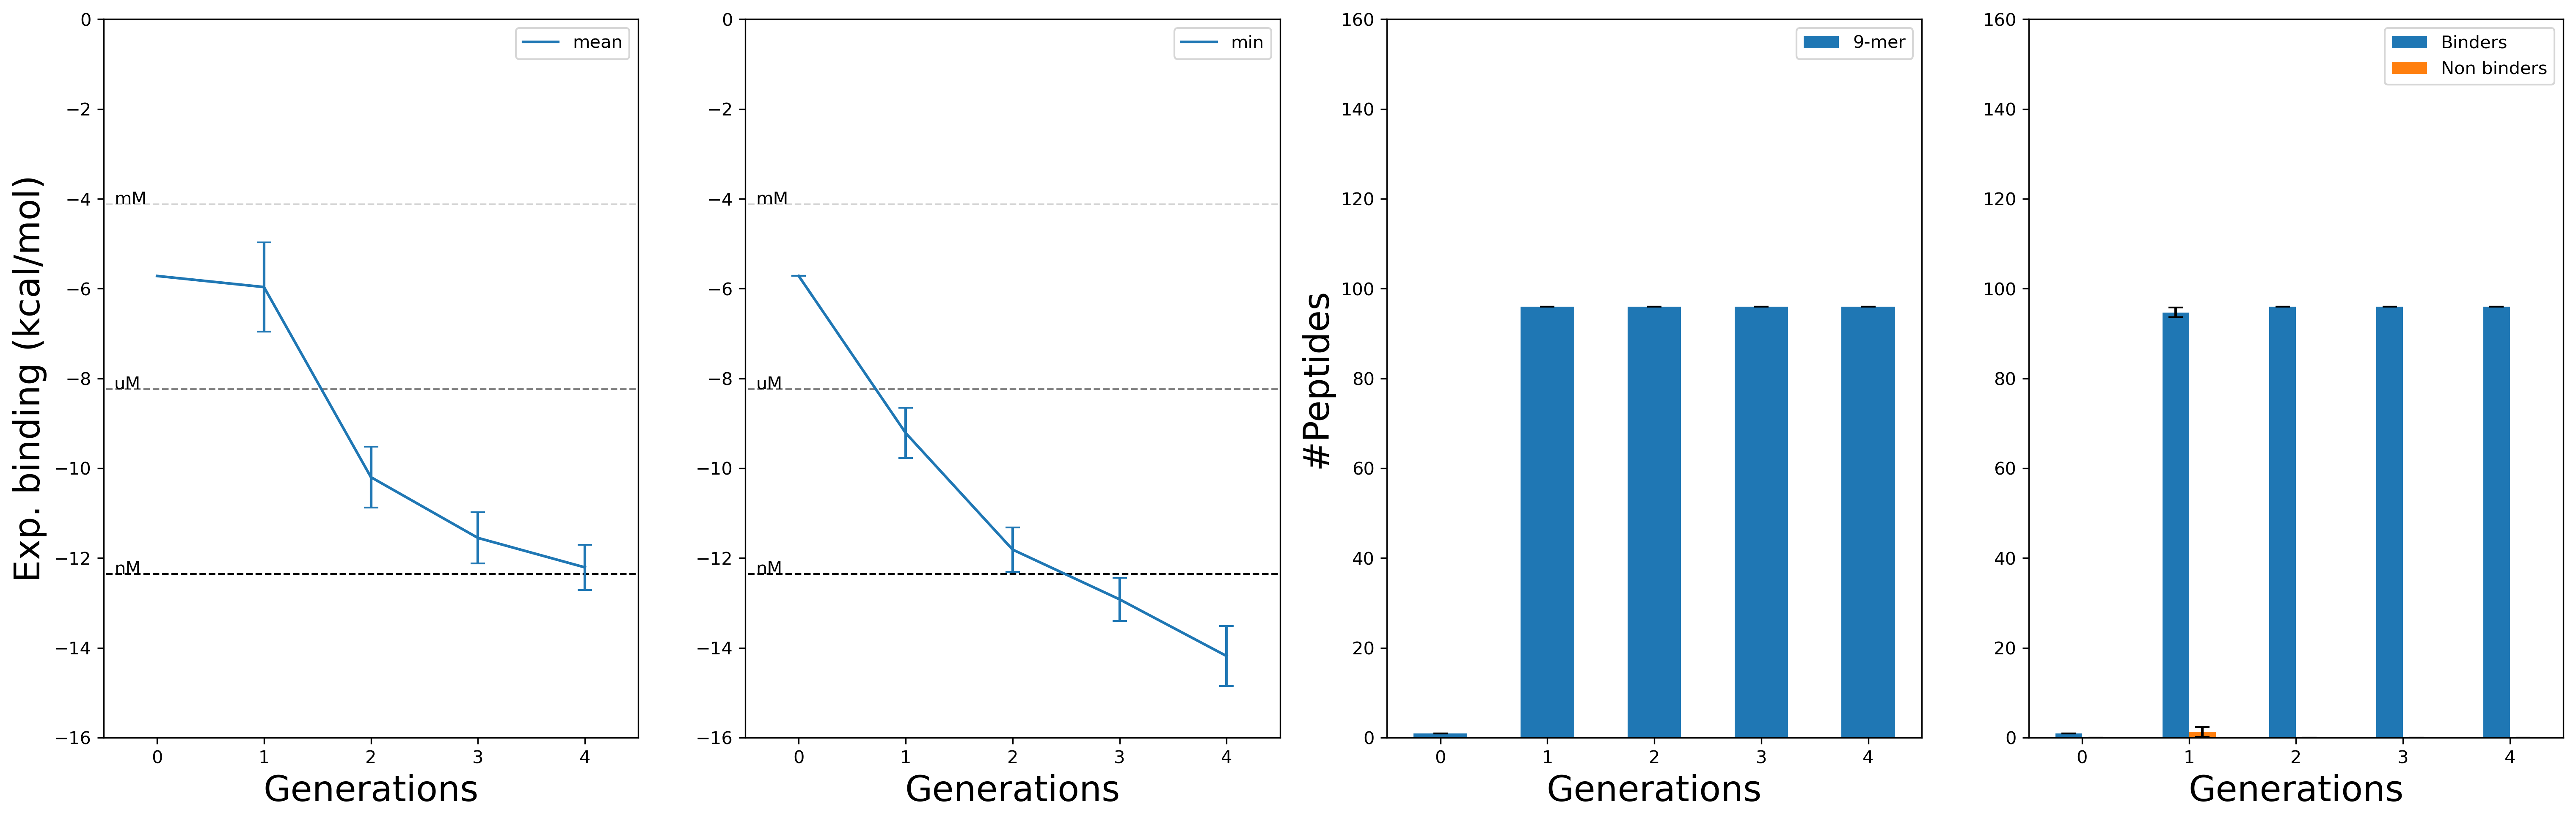 Exp. binding (kcal/mol)
0
−2
−4
−6
−8
−10
−12
−14
−16
mean
mM
uM
nM
0 1 2 3 4
Generations
0
−2
−4
−6
−8
−10
−12
−14
−16
min
mM
uM
nM
0 1 2 3 4
Generations
#Peptides
160
140
120
100
80
60
40
20
0
9-mer
0 1 2 3 4
Generations
160
140
120
100
80
60
40
20
0
Binders
Non binders
0 1 2 3 4
Generations